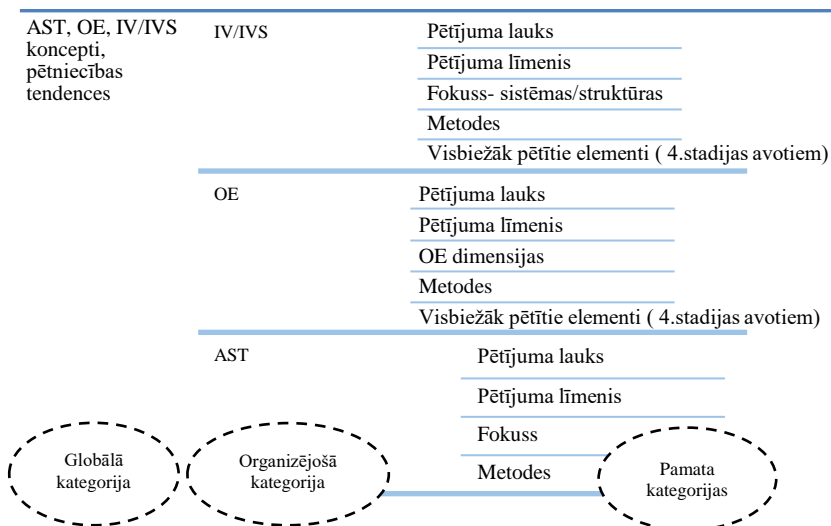 AST, OE, IV/IVS
koncepti,
pētniecības
tendences
IV/IVS
Pētījuma lauks
Pētījuma līmenis
Fokuss- sistēmas/struktūras
Metodes
Visbiežāk pētītie elementi ( 4.stadijas avotiem)
OE
Pētījuma lauks
Pētījuma līmenis
OE dimensijas
Metodes
Visbiežāk pētītie elementi ( 4.stadijas avotiem)
AST
Pētījuma lauks
Pētījuma līmenis
Fokuss
Metodes
Globālā
kategorija
Organizējošā
kategorija
Pamata
kategorijas